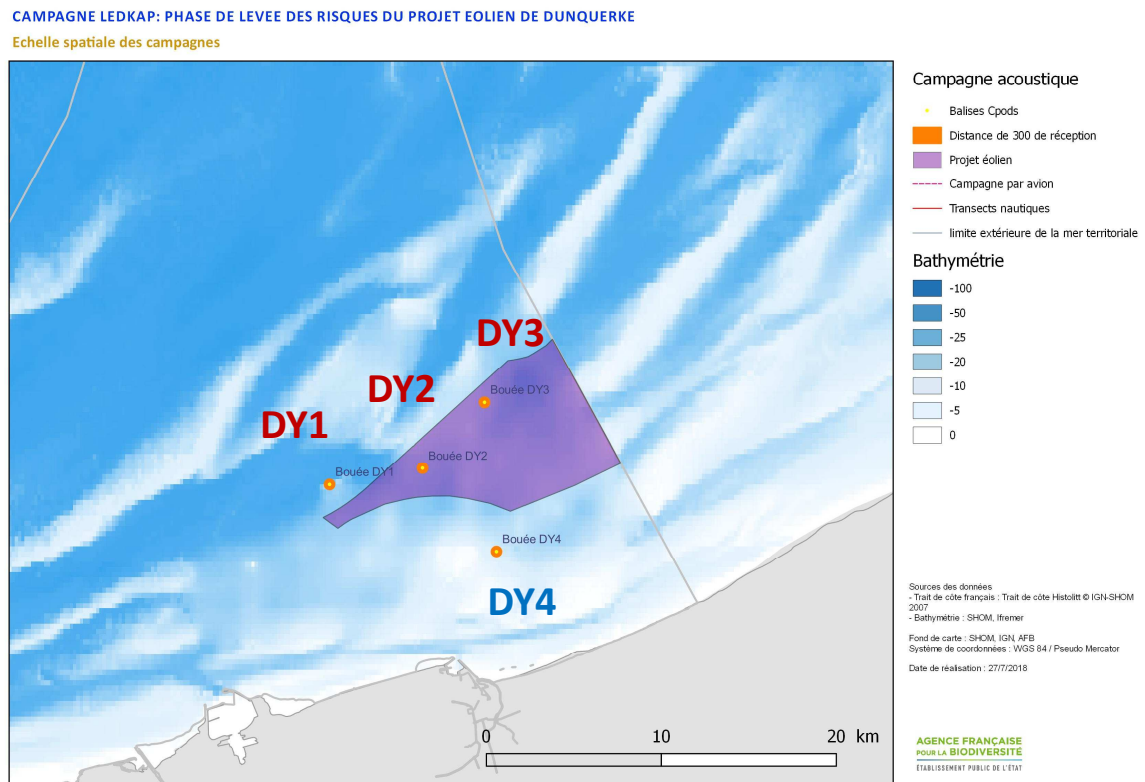 CAMPAGNE LEDKAP: PHASE DE LEVEE DES RISQUES DU PROJET EOLIEN DE DUNQUERKE
Echelle spatiale des campagnes
DY3
DY2
DY1
Bouée DY3
Bouée DY2
Bouée DY1
Bouée DY4
DY4
0
10
20 km
Campagne acoustique
Balises Cpods
Distance de 300 de réception
Projet éolien
Campagne par avion
Transects nautiques
limite extérieure de la mer territoriale
Bathymétrie
-100
-50
-25
-20
-10
-5
0
Sources des données
- Trait de côte français : Trait de côte Histolitt © IGN-SHOM
2007
- Bathymétrie : SHOM, Ifremer
Fond de carte : SHOM, IGN, AFB
Système de coordonnées : WGS 84 / Pseudo Mercator
Date de réalisation : 27/7/2018
AGENCE FRANÇAISE
POUR LA BIODIVERSITÉ
ÉTABLISSEMENT PUBLIC DE L'ÉTAT